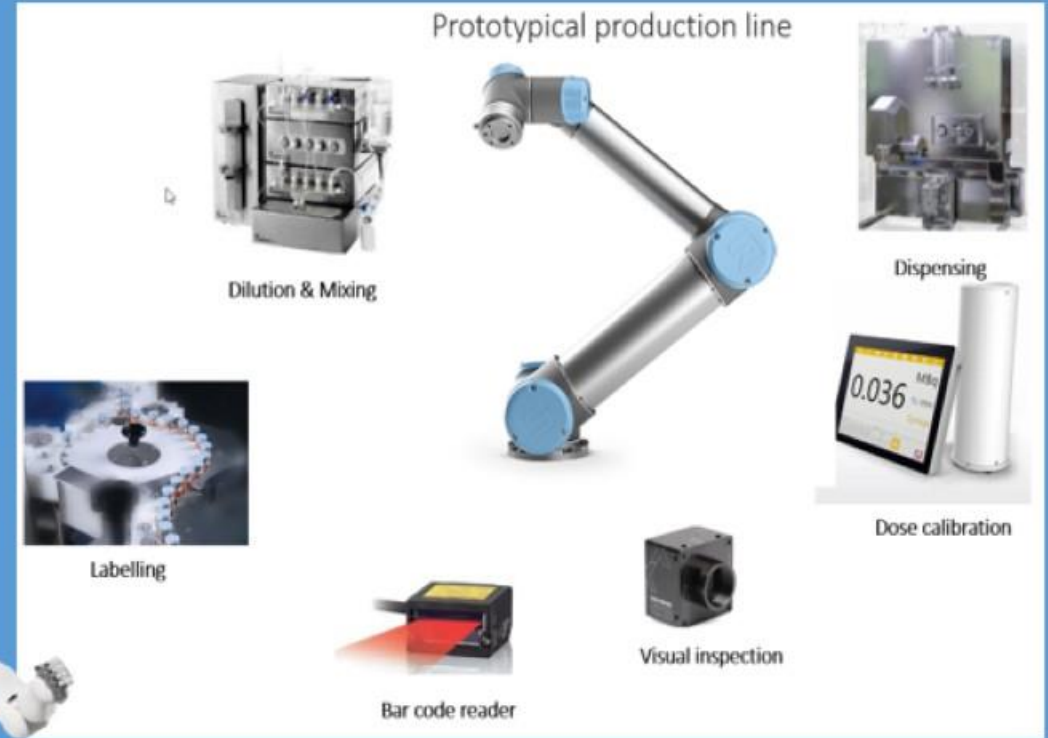 Prototypical production line
Dilution & Mixing
Dispensing
0.036 MBq
Dose calibration
Labelling
Visual inspection
Bar code reader